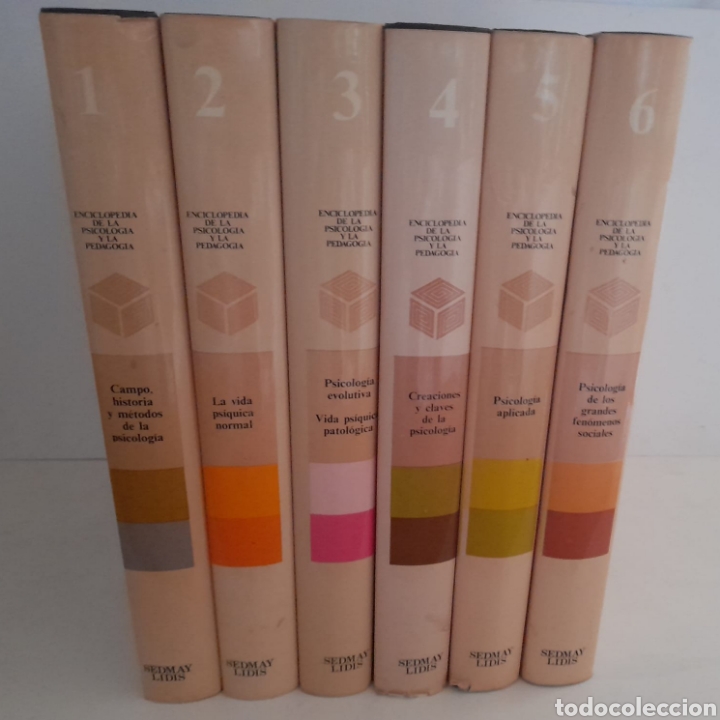 1
ENCICLOPEDIA
DE LA
PSICOLOGIA
Y LA
PEDAGOGIA
Campo,
historia
y métodos
de la
psicología
SEDMAY
LIDIS
2
ENCICLOPEDIA
DE LA
PSICOLOGIA
Y LA
PEDAGOGIA
La vida
psíquica
normal
SEDMAY
LIDIS
3
ENCICLOPEDIA
DE LA
PSICOLOGIA
Y LA
PEDAGOGIA
Psicología
evolutiva
Vida psíquica
patológica
SEDMAY
LIDIS
4
ENCICLOPEDIA
DE LA
PSICOLOGIA
Y LA
PEDAGOGIA
Creaciones
y claves
de la
psicología
SEDMAY
LIDIS
5
ENCICLOPEDIA
DE LA
PSICOLOGIA
Y LA
PEDAGOGIA
Psicología
aplicada
SEDMAY
LIDIS
6
ENCICLOPEDIA
DE LA
PSICOLOGIA
Y LA
PEDAGOGIA
Psicología
de los
grandes
fenómenos
sociales
SEDMAY
LIDIS
todocoleccion